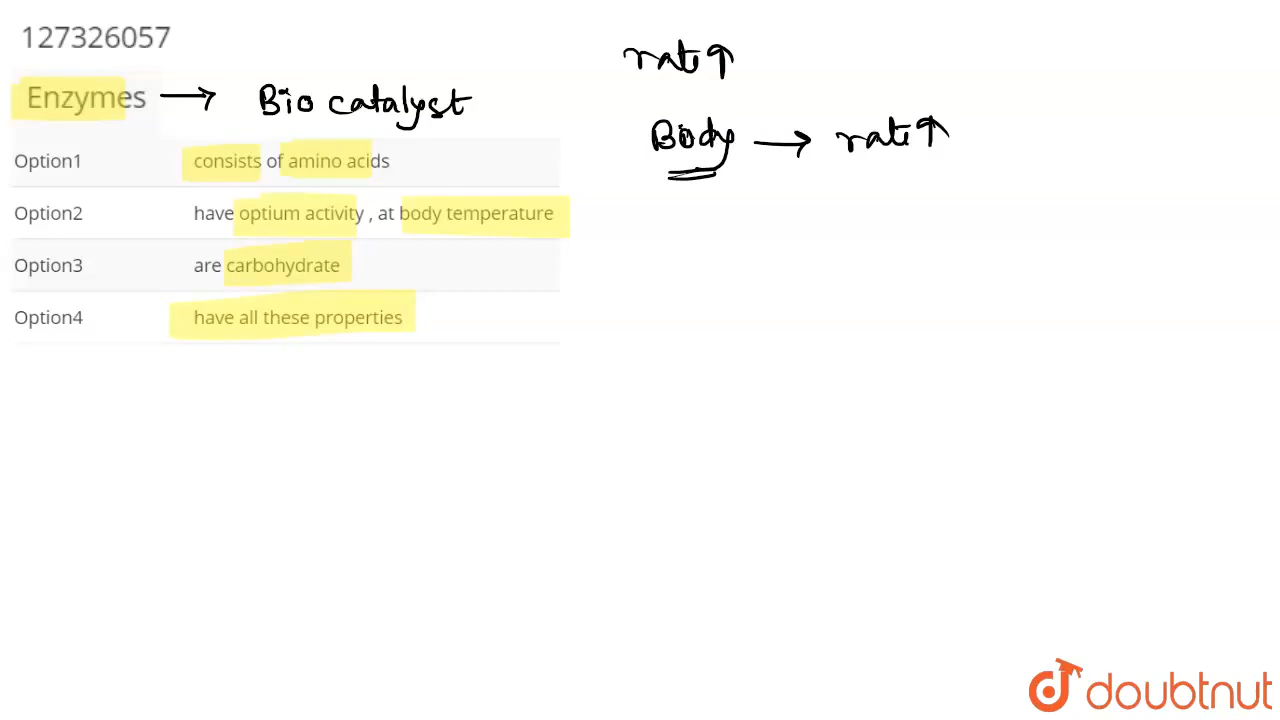 127326057
rate↑
Enzymes → Bio catalyst
Body → rate↑
Option1 consists of amino acids
Option2 have optium activity , at body temperature
Option3 are carbohydrate
Option4 have all these properties
doubtnut